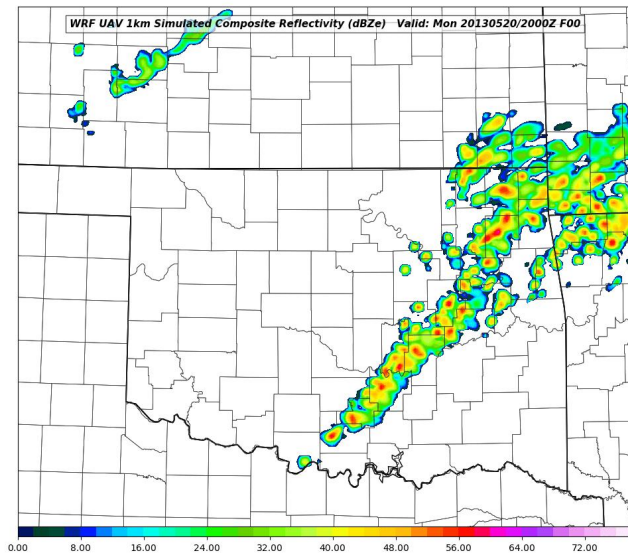 WRF UAV 1km Simulated Composite Reflectivity (dBZe)   Valid: Mon 20130520/2000Z F00
0.00 8.00 16.00 24.00 32.00 40.00 48.00 56.00 64.00 72.00